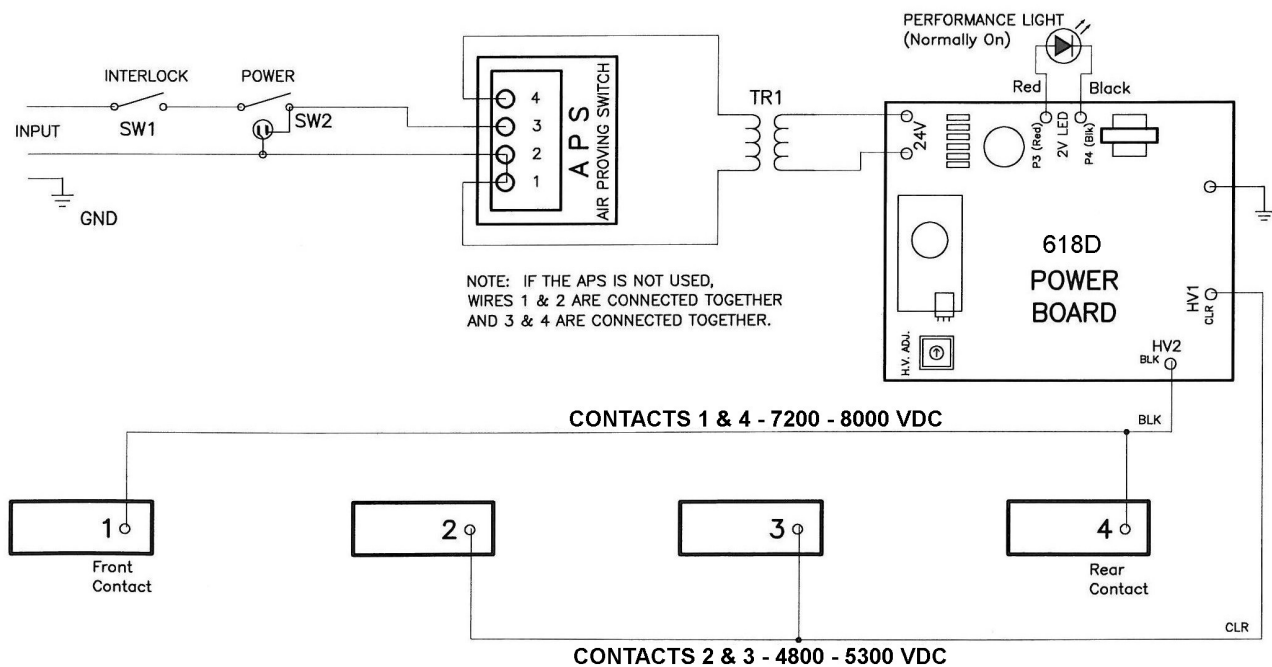 PERFORMANCE LIGHT
(Normally On)
Red
Black
INTERLOCK
POWER
SW1
SW2
INPUT
GND
4
3
2
1
APS
AIR PROVING SWITCH
TR1
24V
P3 (Red)
2V LED
P4 (Blk)
618D
POWER
BOARD
HV1
CLR
HV2
BLK
H.V. ADJ.
NOTE: IF THE APS IS NOT USED,
WIRES 1 & 2 ARE CONNECTED TOGETHER
AND 3 & 4 ARE CONNECTED TOGETHER.
CONTACTS 1 & 4 - 7200 - 8000 VDC
BLK
1
Front
Contact
2
3
4
Rear
Contact
CLR
CONTACTS 2 & 3 - 4800 - 5300 VDC